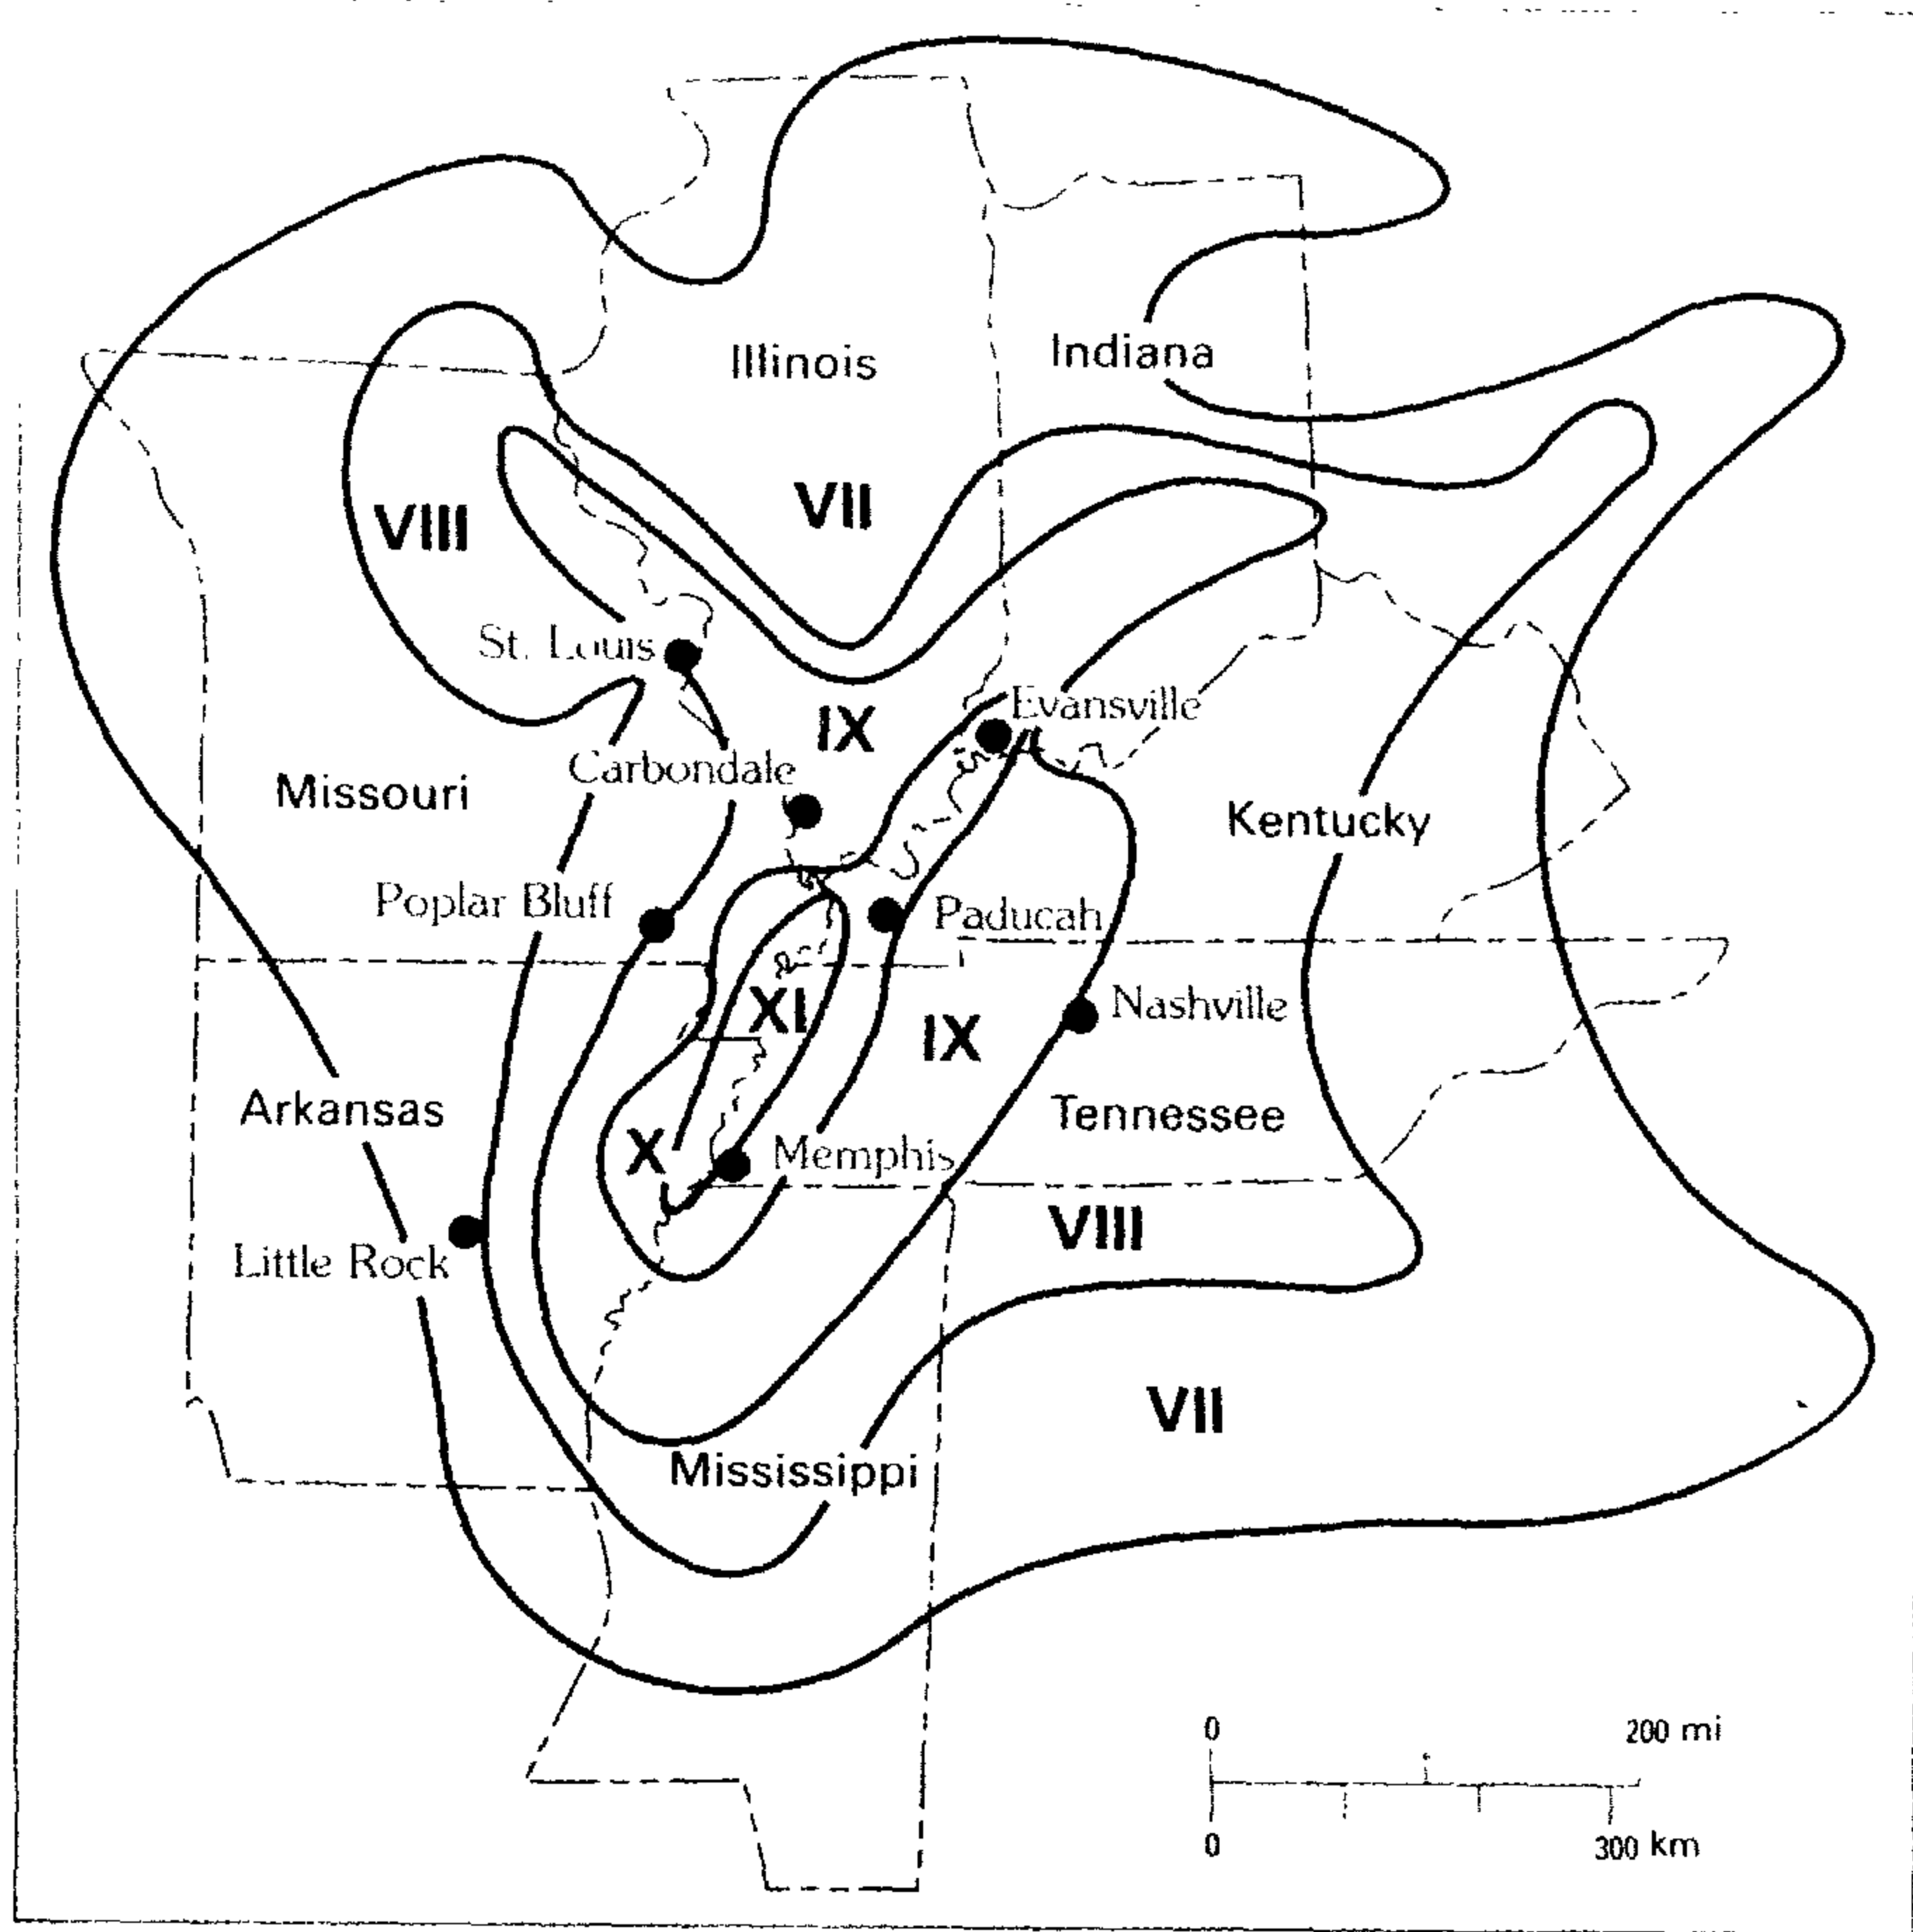 Illinois
Indiana
VIII
VII
St. Louis
Evansville
IX
Carbondale
Missouri
Kentucky
Poplar Bluff
Paducah
XI
Nashville
IX
Arkansas
Tennessee
X
Memphis
VIII
Little Rock
VII
Mississippi
0
200 mi
0
300 km